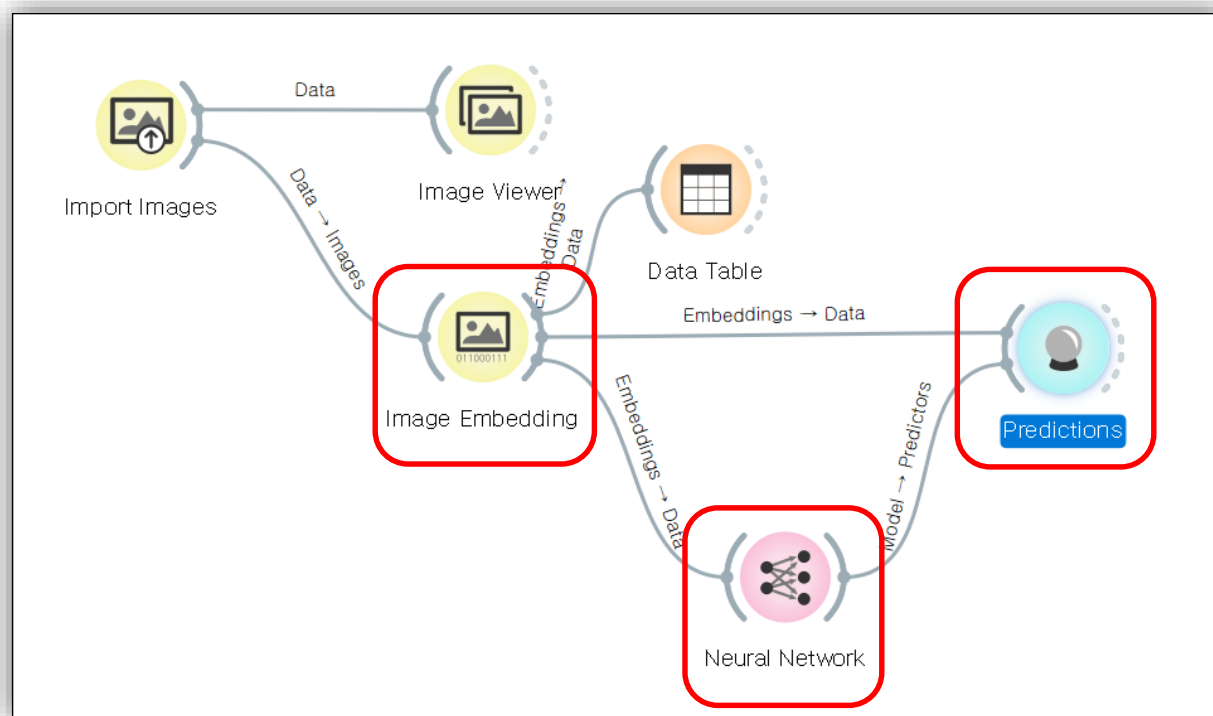 Data
Import Images
Image Viewer
Data → Images
Embeddings →
Data
Data Table
Image Embedding
011000111
Embeddings → Data
Predictions
Embeddings → Data
Model → Predictors
Neural Network